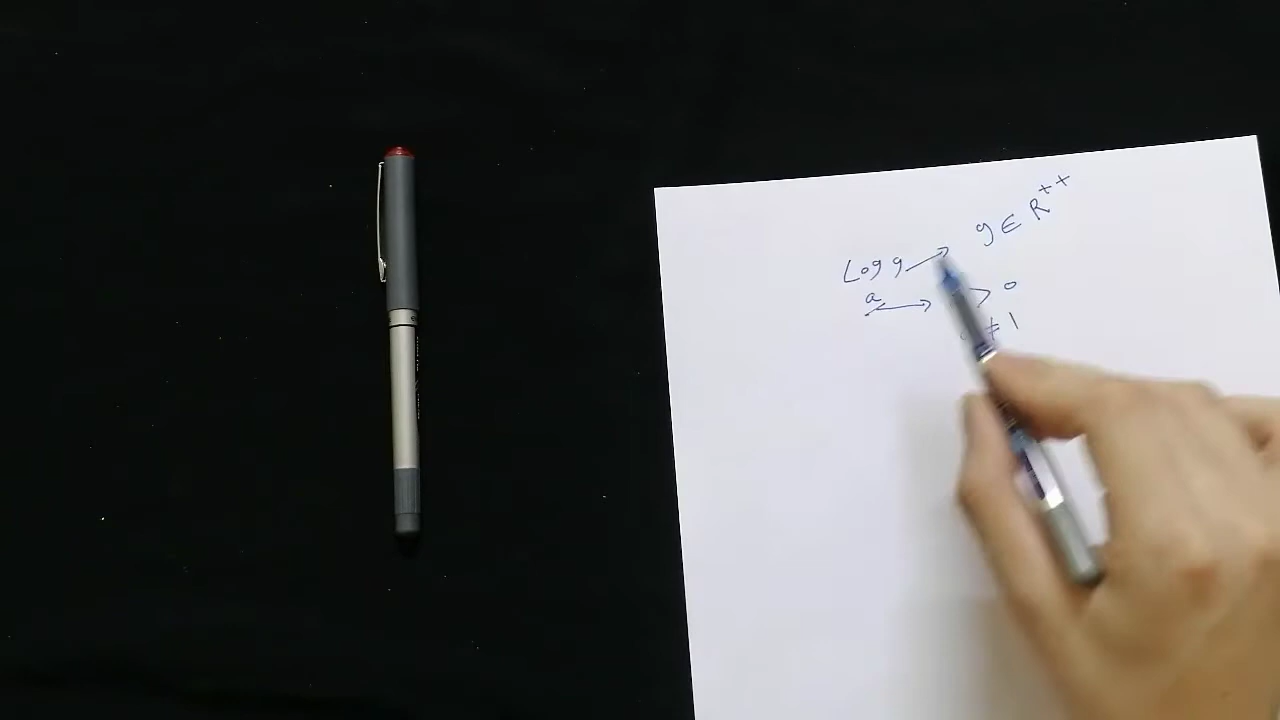 Log g → g ∈ R⁺⁺
a → > 0
≠ 1